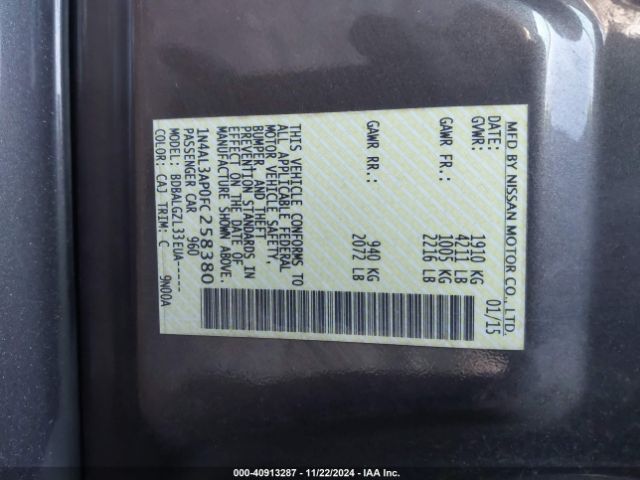 MFD BY NISSAN MOTOR CO., LTD.
DATE: 01/15
GVWR: 1910 KG
4211 LB
GAWR FR.: 1005 KG
2216 LB
GAWR RR.: 940 KG
2072 LB
THIS VEHICLE CONFORMS TO
ALL APPLICABLE FEDERAL
MOTOR VEHICLE SAFETY,
BUMPER, AND THEFT
PREVENTION STANDARDS IN
EFFECT ON THE DATE OF
MANUFACTURE SHOWN ABOVE.
1N4AL3AP0FC258380
PASSENGER CAR 960
MODEL: BDBALGZL33EUA-----
COLOR: CAJ TRIM: C 9W00A
000-40913287 - 11/22/2024 - IAA Inc.